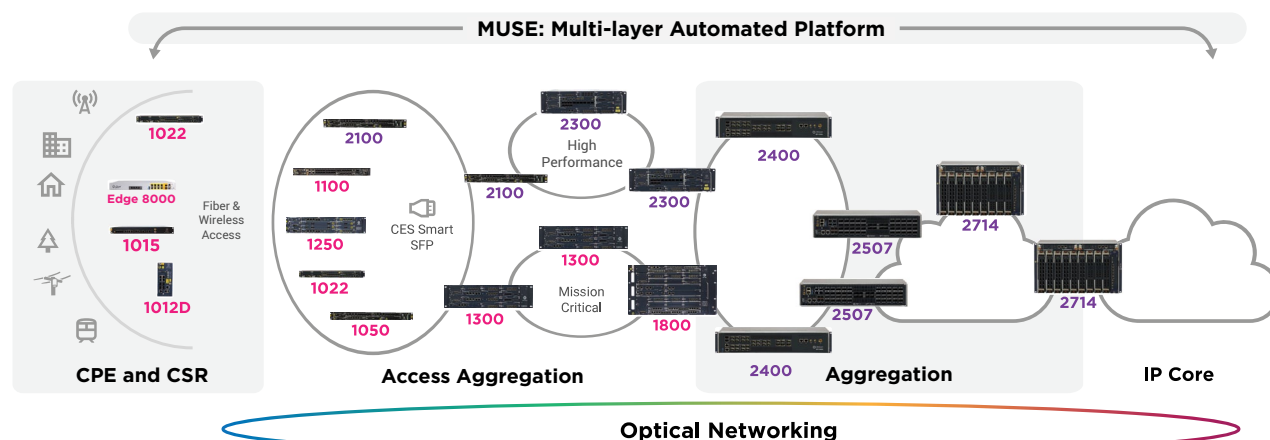 MUSE: Multi-layer Automated Platform
1022
Edge 8000
1015
1012D
Fiber &
Wireless
Access
CPE and CSR
2100
1100
1250
1022
1050
CES Smart
SFP
2100
1300
2300
High
Performance
2300
1300
Mission
Critical
1800
Access Aggregation
2400
2507
2507
2400
2714
2714
Aggregation
IP Core
Optical Networking